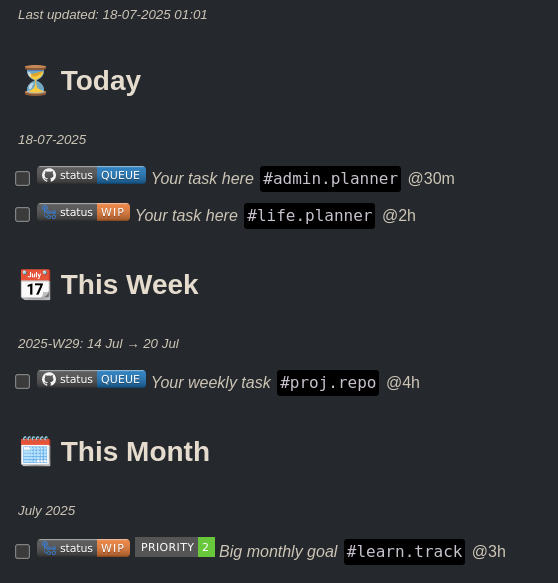 Last updated: 18-07-2025 01:01
⏳ Today
18-07-2025
status QUEUE Your task here #admin.planner @30m
status WIP Your task here #life.planner @2h
📆 This Week
2025-W29: 14 Jul → 20 Jul
status QUEUE Your weekly task #proj.repo @4h
🗓️ This Month
July 2025
status WIP PRIORITY 2 Big monthly goal #learn.track @3h